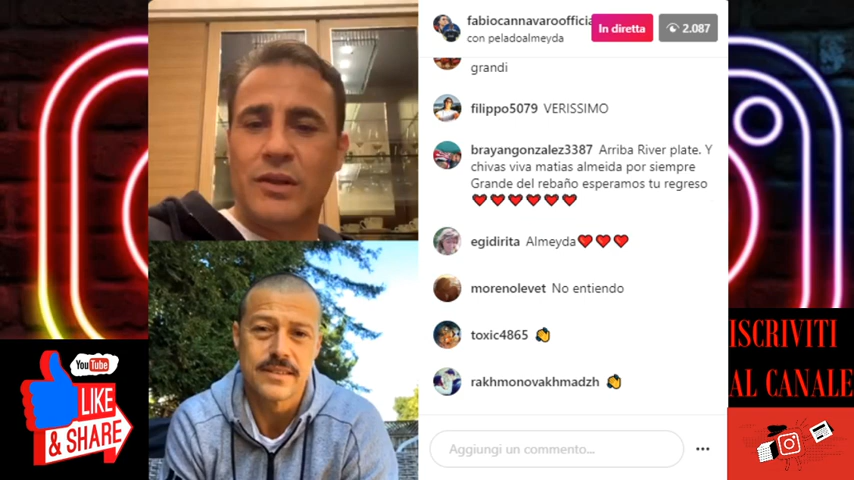 fabiocannavarooffici
con peladoalmeyda
In diretta
2.087
grandi
filippo5079 VERISSIMO
brayangonzalez3387 Arriba River plate. Y
chivas viva matias almeida por siempre
Grande del rebaño esperamos tu regreso
❤️❤️❤️❤️❤️❤️
egidirita Almeyda❤️❤️❤️
morenolevet No entiendo
toxic4865 👏
rakhmonovakhmadzh 👏
Aggiungi un commento...
YouTube
LIKE
& SHARE
ISCRIVITI
AL CANALE